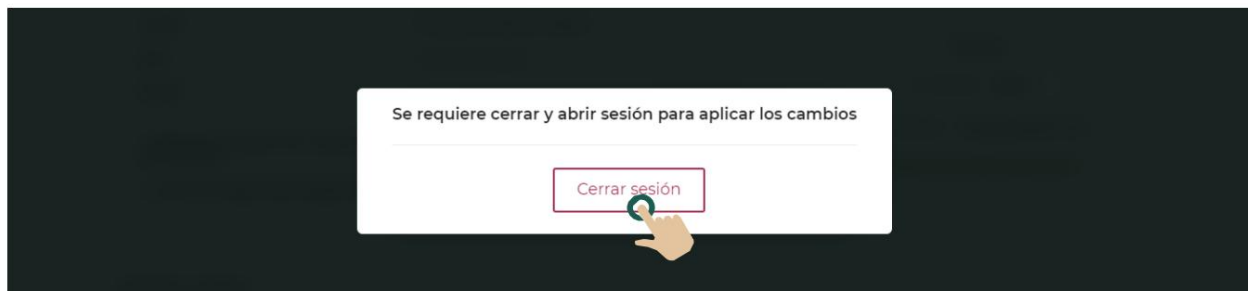 Se requiere cerrar y abrir sesión para aplicar los cambios
Cerrar sesión